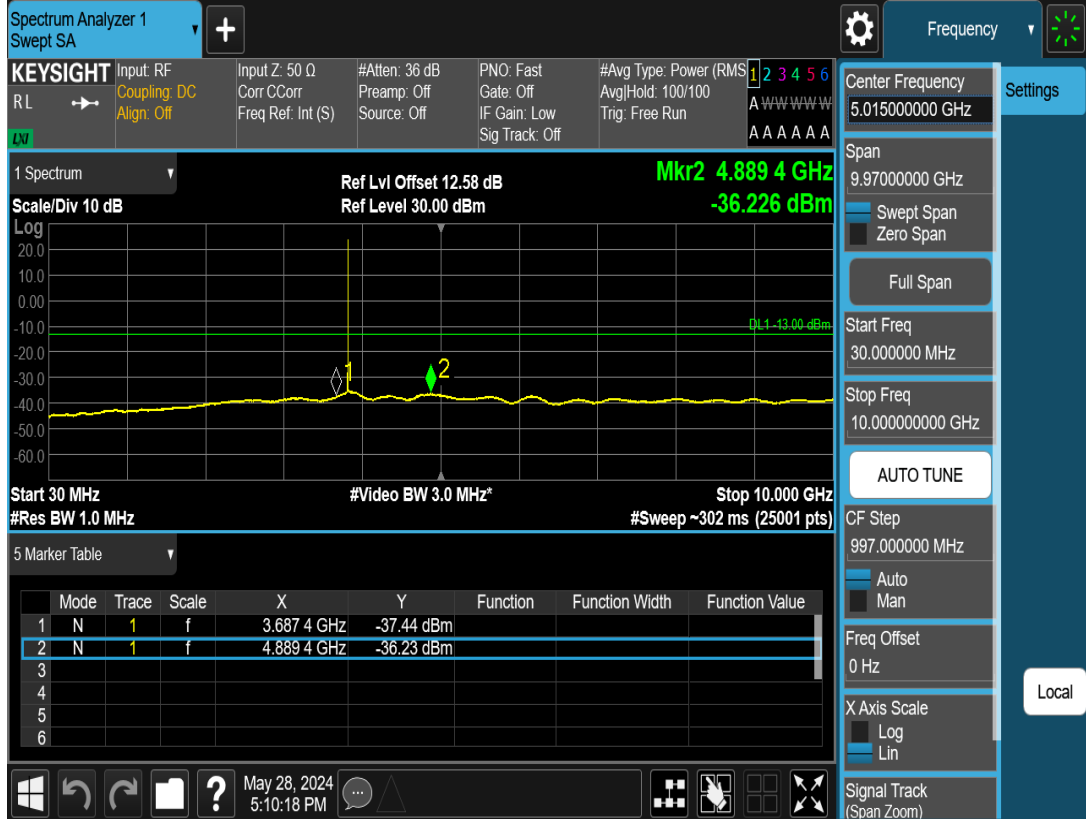 Spectrum Analyzer 1
Swept SA
+
Frequency
KEYSIGHT
RL
LXI
Input: RF
Coupling: DC
Align: Off
Input Z: 50 Ω
Corr CCorr
Freq Ref: Int (S)
#Atten: 36 dB
Preamp: Off
Source: Off
PNO: Fast
Gate: Off
IF Gain: Low
Sig Track: Off
#Avg Type: Power (RMS
Avg|Hold: 100/100
Trig: Free Run
1 2 3 4 5 6
A W W W W W
A A A A A A
1 Spectrum
Scale/Div 10 dB
Ref Lvl Offset 12.58 dB
Ref Level 30.00 dBm
Mkr2 4.889 4 GHz
-36.226 dBm
Log
20.0
10.0
0.00
-10.0
-20.0
-30.0
-40.0
-50.0
-60.0
DL1 -13.00 dBm
1
2
Start 30 MHz
#Res BW 1.0 MHz
#Video BW 3.0 MHz*
Stop 10.000 GHz
#Sweep ~302 ms (25001 pts)
5 Marker Table
Mode Trace Scale X Y Function Function Width Function Value
1 N 1 f 3.687 4 GHz -37.44 dBm
2 N 1 f 4.889 4 GHz -36.23 dBm
3
4
5
6
?
May 28, 2024
5:10:18 PM
Center Frequency
5.015000000 GHz
Settings
Span
9.97000000 GHz
Swept Span
Zero Span
Full Span
Start Freq
30.000000 MHz
Stop Freq
10.000000000 GHz
AUTO TUNE
CF Step
997.000000 MHz
Auto
Man
Freq Offset
0 Hz
Local
X Axis Scale
Log
Lin
Signal Track
(Span Zoom)